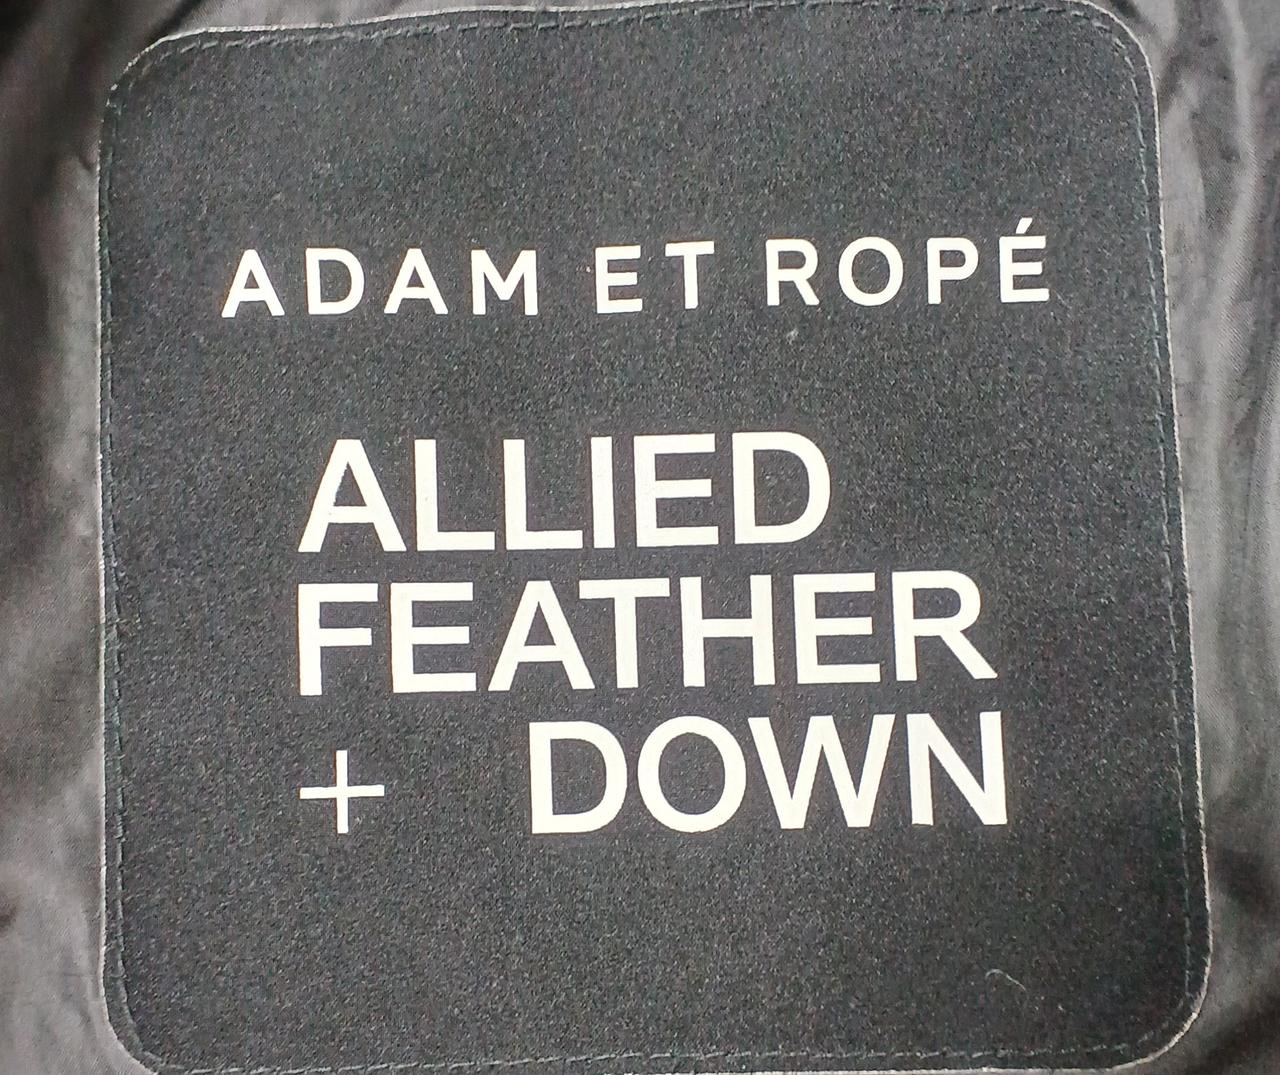 ADAM ET ROPÉ
ALLIED
FEATHER
+ DOWN